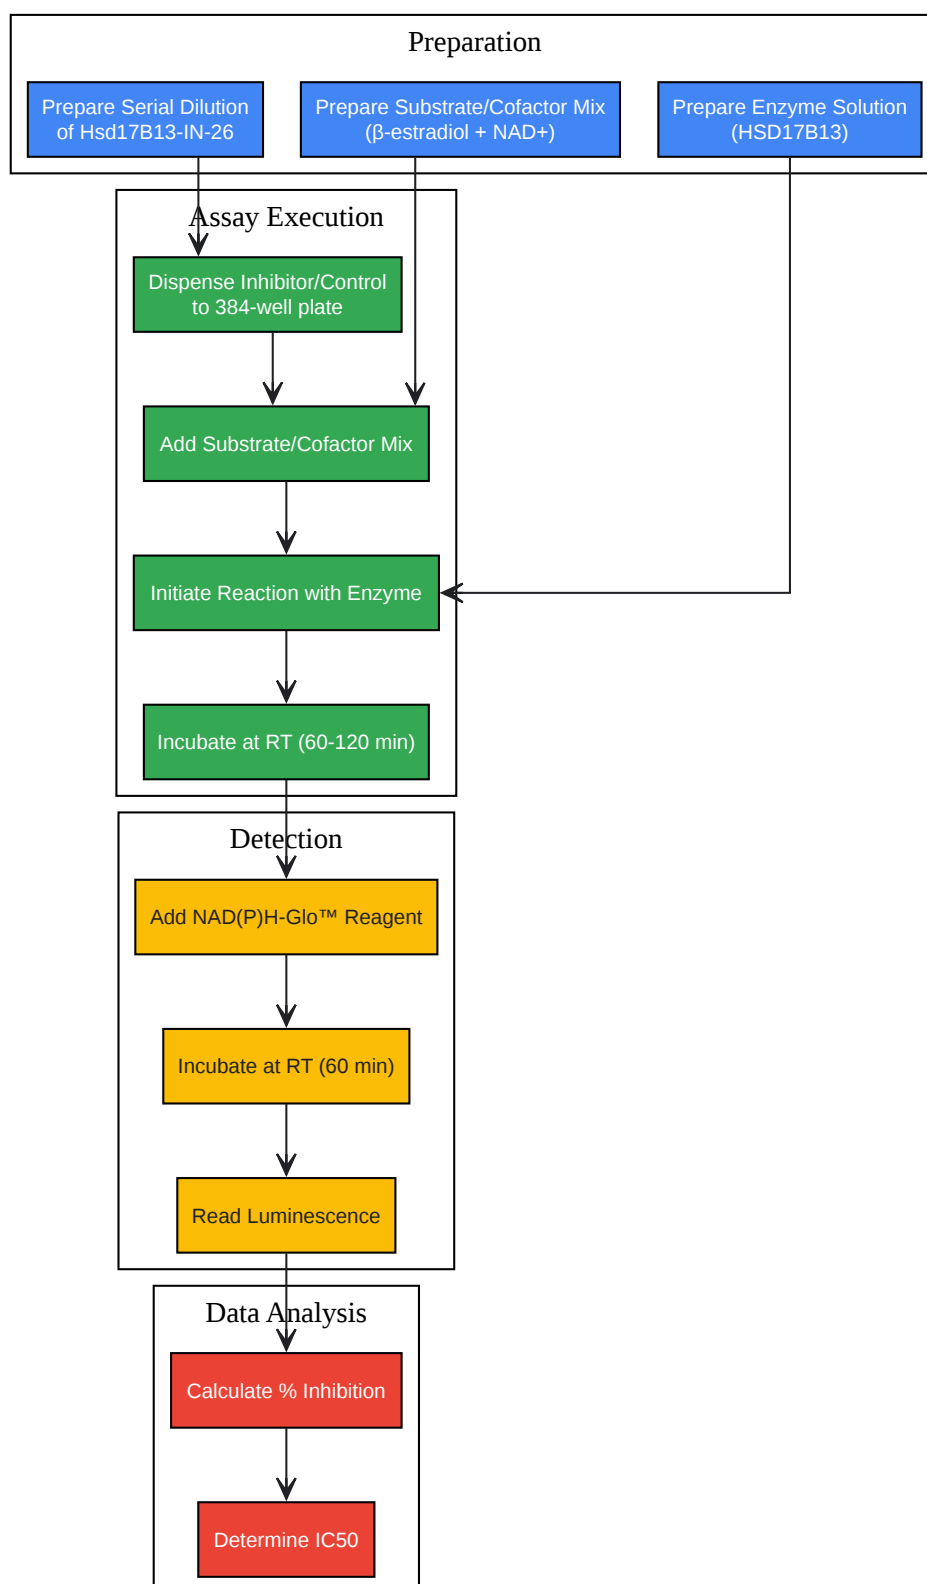 Preparation
Prepare Serial Dilution
of Hsd17B13-IN-26
Prepare Substrate/Cofactor Mix
(β-estradiol + NAD+)
Prepare Enzyme Solution
(HSD17B13)
Assay Execution
Dispense Inhibitor/Control
to 384-well plate
Add Substrate/Cofactor Mix
Initiate Reaction with Enzyme
Incubate at RT (60-120 min)
Detection
Add NAD(P)H-Glo™ Reagent
Incubate at RT (60 min)
Read Luminescence
Data Analysis
Calculate % Inhibition
Determine IC50